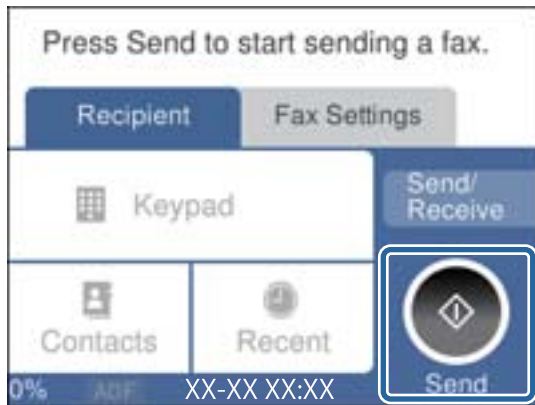 Press Send to start sending a fax.
Recipient
Fax Settings
Keypad
Send/
Receive
Contacts
Recent
Send
0%
ADF
XX-XX XX:XX